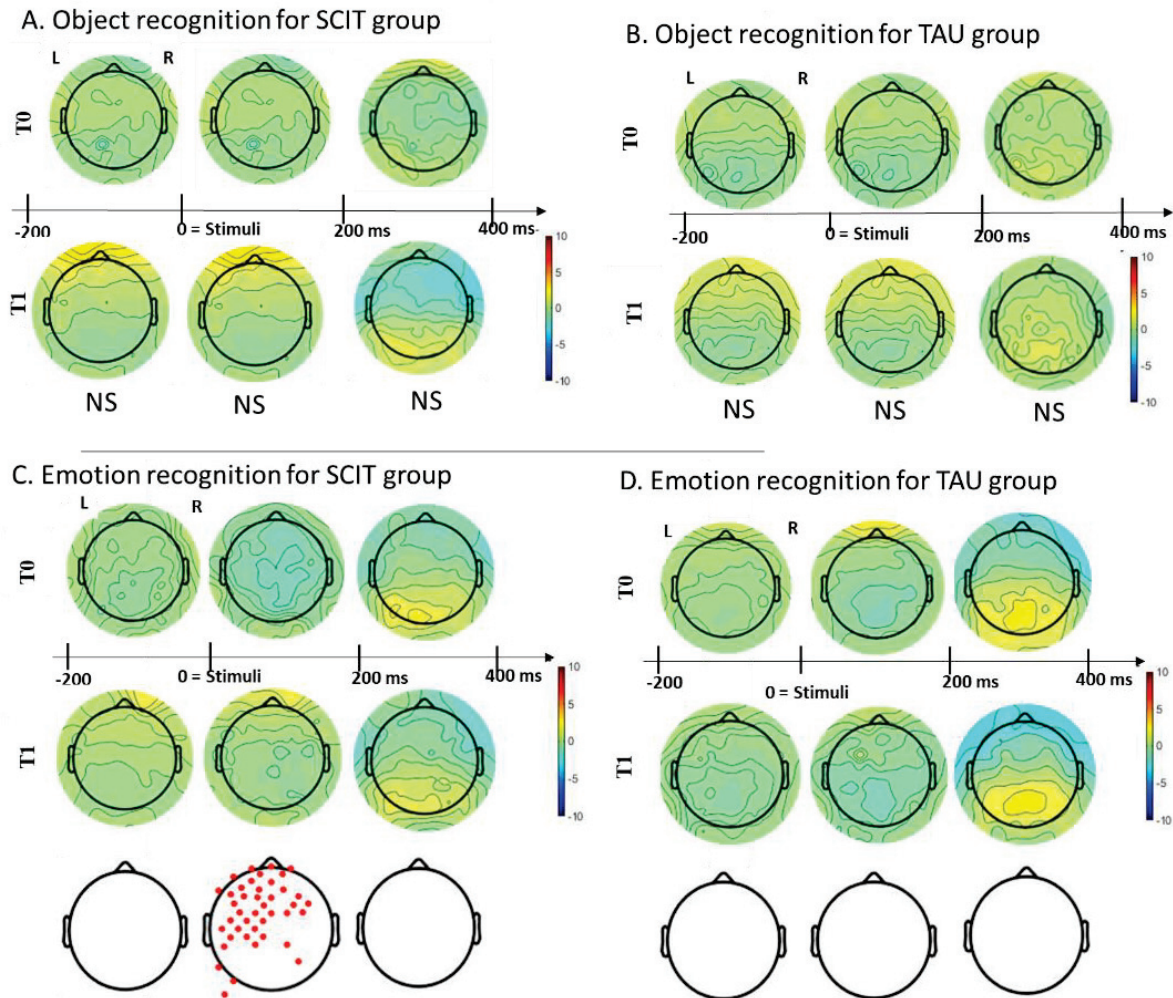 A. Object recognition for SCIT group
L R
T0
-200 0 = Stimuli 200 ms 400 ms-
T1
10
5
0
-5
-10
NS NS NS
B. Object recognition for TAU group
L R
T0
-200 0 = Stimuli 200 ms 400 ms
T1
10
5
0
-5
-10
NS NS NS
C. Emotion recognition for SCIT group
L R
T0
-200 0 = Stimuli 200 ms 400 ms
T1
10
5
0
-5
-10
D. Emotion recognition for TAU group
L R
T0
-200 0 = Stimuli 200 ms 400 ms
T1
10
5
0
-5
-10